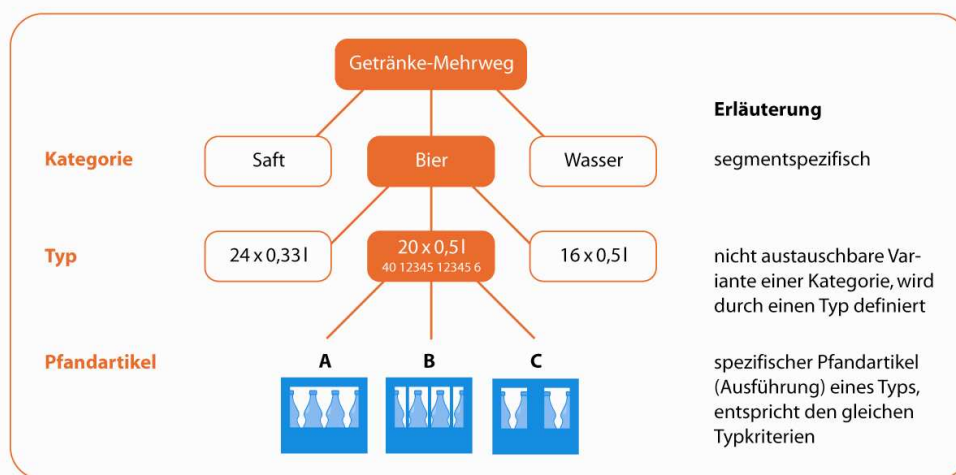 Getränke-Mehrweg
Erläuterung
Kategorie
Saft
Bier
Wasser
segmentspezifisch
Typ
24 x 0,33 l
20 x 0,5 l
40 12345 12345 6
16 x 0,5 l
nicht austauschbare Var-
iante einer Kategorie, wird
durch einen Typ definiert
Pfandartikel
A
B
C
spezifischer Pfandartikel
(Ausführung) eines Typs,
entspricht den gleichen
Typkriterien